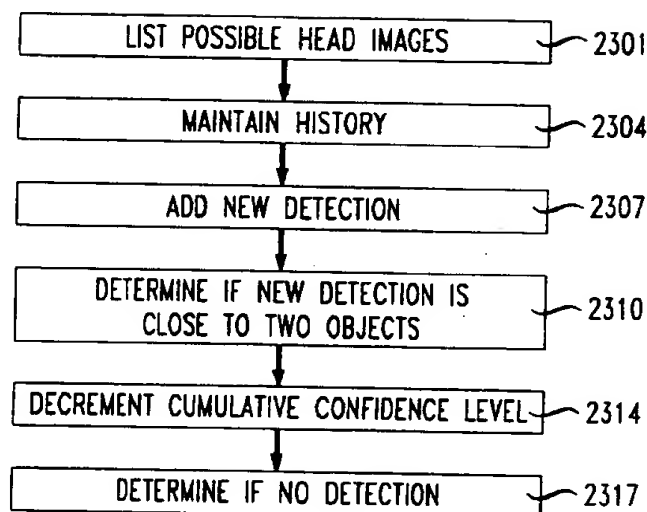 LIST POSSIBLE HEAD IMAGES 2301
MAINTAIN HISTORY 2304
ADD NEW DETECTION 2307
DETERMINE IF NEW DETECTION IS
CLOSE TO TWO OBJECTS 2310
DECREMENT CUMULATIVE CONFIDENCE LEVEL 2314
DETERMINE IF NO DETECTION 2317